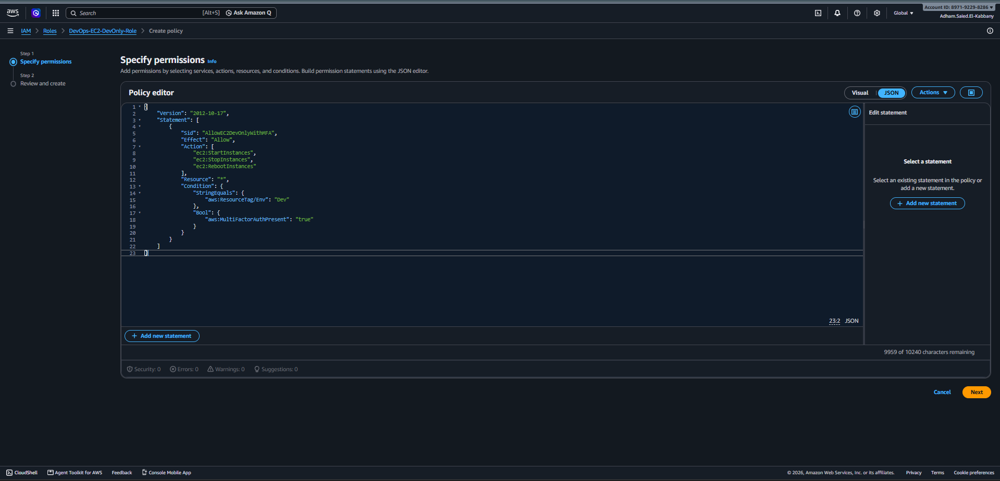 aws
Search [Alt+S] Ask Amazon Q
Global
Account ID: 8971-9229-8286
Adham.Saied.El-Kabbany
IAM > Roles > DevOps-EC2-DevOnly-Role > Create policy
Step 1
Specify permissions
Step 2
Review and create
Specify permissions Info
Add permissions by selecting services, actions, resources, and conditions. Build permission statements using the JSON editor.
Policy editor
Visual JSON Actions
1 {
2 "Version": "2012-10-17",
3 "Statement": [
4 {
5 "Sid": "AllowEC2DevOnlyWithMFA",
6 "Effect": "Allow",
7 "Action": [
8 "ec2:StartInstances",
9 "ec2:StopInstances",
10 "ec2:RebootInstances"
11 ],
12 "Resource": "*",
13 "Condition": {
14 "StringEquals": {
15 "aws:ResourceTag/Env": "Dev"
16 },
17 "Bool": {
18 "aws:MultiFactorAuthPresent": "true"
19 }
20 }
21 }
22 ]
23 }
23:2 JSON
+ Add new statement
Edit statement
Select a statement
Select an existing statement in the policy or
add a new statement.
+ Add new statement
9959 of 10240 characters remaining
Security: 0 Errors: 0 Warnings: 0 Suggestions: 0
Cancel Next
CloudShell Agent Toolkit for AWS Feedback Console Mobile App
© 2026, Amazon Web Services, Inc. or its affiliates. Privacy Terms Cookie preferences